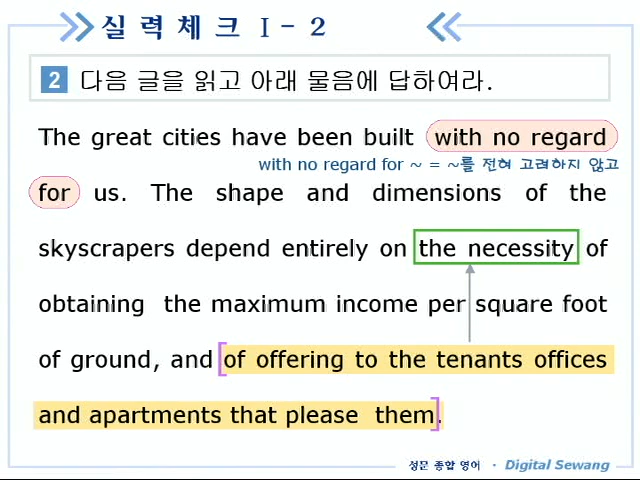 실 력 체 크 Ⅰ - 2
2 다음 글을 읽고 아래 물음에 답하여라.
The great cities have been built with no regard
with no regard for ~ = ~를 전혀 고려하지 않고
for us. The shape and dimensions of the
skyscrapers depend entirely on the necessity of
obtaining the maximum income per square foot
of ground, and [of offering to the tenants offices
and apartments that please them].
정문 종합 영어 · Digital Sewang